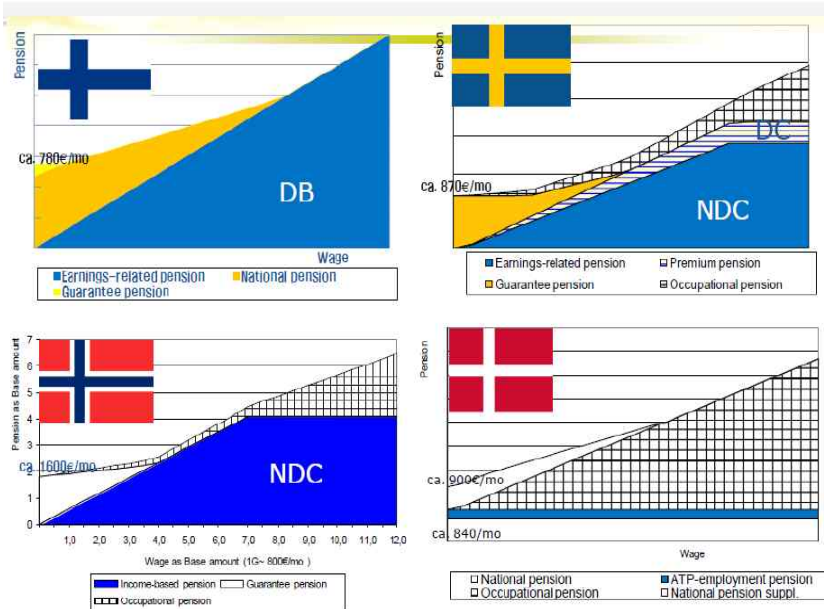 Pension
ca. 780€/mo
DB
Wage
Earnings-related pension National pension
Guarantee pension
Pension
ca. 870€/mo
DC
NDC
Earnings-related pension Premium pension
Guarantee pension Occupational pension
Pension as Base amount
7
6
5
4
3
ca. 1600€/mo
2
1
0
NDC
1,0 2,0 3,0 4,0 5,0 6,0 7,0 8,0 9,0 10,0 11,0 12,0
Wage as Base amount (1G~ 800€/mo )
Income-based pension Guarantee pension
Occupational pension
Pension
ca. 900€/mo
ca. 840/mo
Wage
National pension ATP-employment pension
Occupational pension National pension suppl.